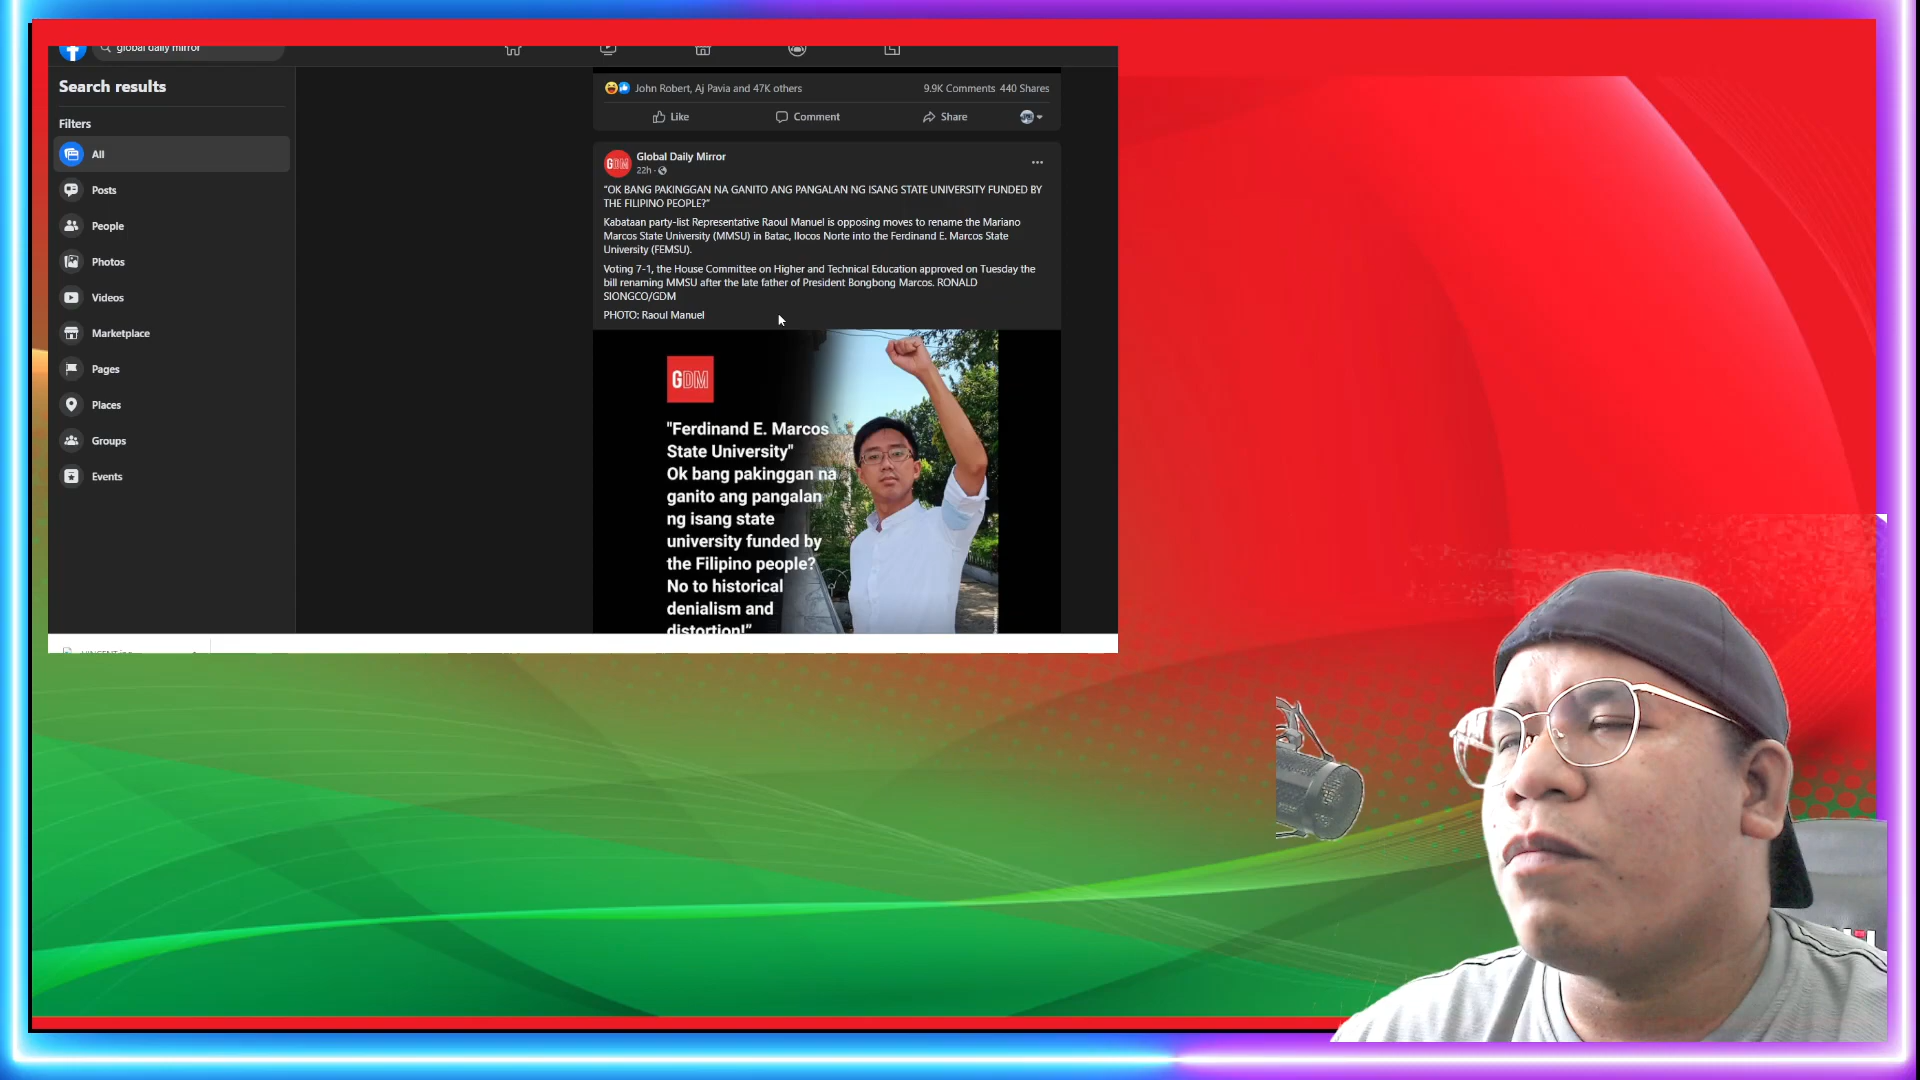 global daily mirror
Search results
Filters
All
Posts
People
Photos
Videos
Marketplace
Pages
Places
Groups
Events
John Robert, Aj Pavia and 47K others
9.9K Comments 440 Shares
Like
Comment
Share
GDM
Global Daily Mirror
22h
"OK BANG PAKINGGAN NA GANITO ANG PANGALAN NG ISANG STATE UNIVERSITY FUNDED BY
THE FILIPINO PEOPLE?"
Kabataan party-list Representative Raoul Manuel is opposing moves to rename the Mariano
Marcos State University (MMSU) in Batac, Ilocos Norte into the Ferdinand E. Marcos State
University (FEMSU).
Voting 7-1, the House Committee on Higher and Technical Education approved on Tuesday the
bill renaming MMSU after the late father of President Bongbong Marcos. RONALD
SIONGCO/GDM
PHOTO: Raoul Manuel
GDM
"Ferdinand E. Marcos
State University"
Ok bang pakinggan na
ganito ang pangalan
ng isang state
university funded by
the Filipino people?
No to historical
denialism and
distortion!"